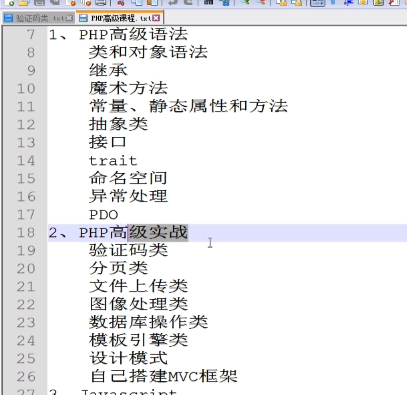 验证码类.txt PHP高级课程.txt
7 1、PHP高级语法
8 类和对象语法
9 继承
10 魔术方法
11 常量、静态属性和方法
12 抽象类
13 接口
14 trait
15 命名空间
16 异常处理
17 PDO
18 2、PHP高级实战
19 验证码类
20 分页类
21 文件上传类
22 图像处理类
23 数据库操作类
24 模板引擎类
25 设计模式
26 自己搭建MVC框架
27 3、Javascript